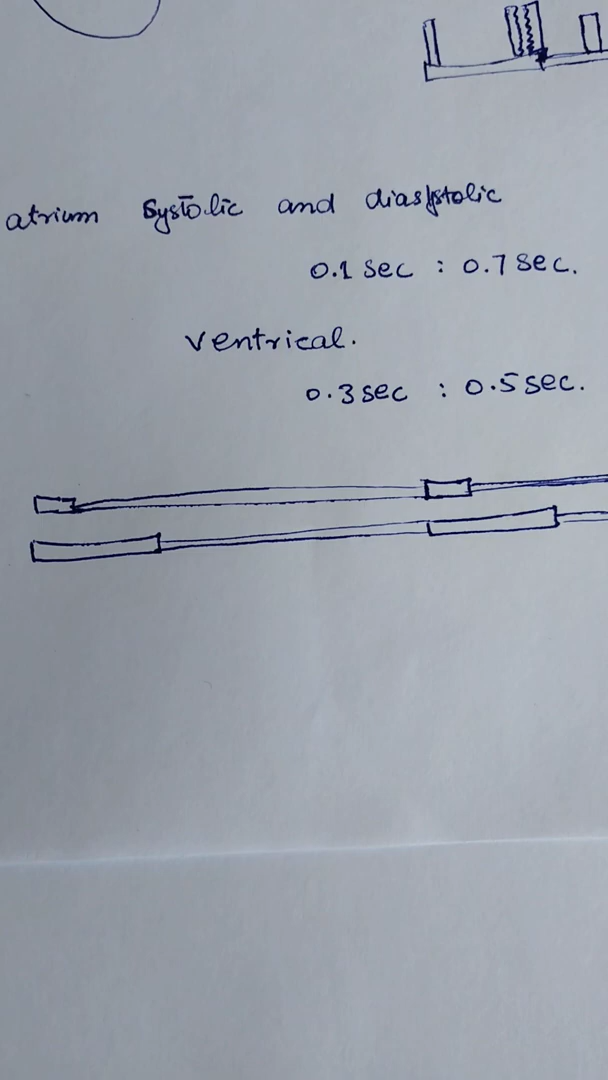 atrium Systolic and diasystolic
0.1 sec : 0.7 sec.
Ventrical.
0.3 sec : 0.5 sec.